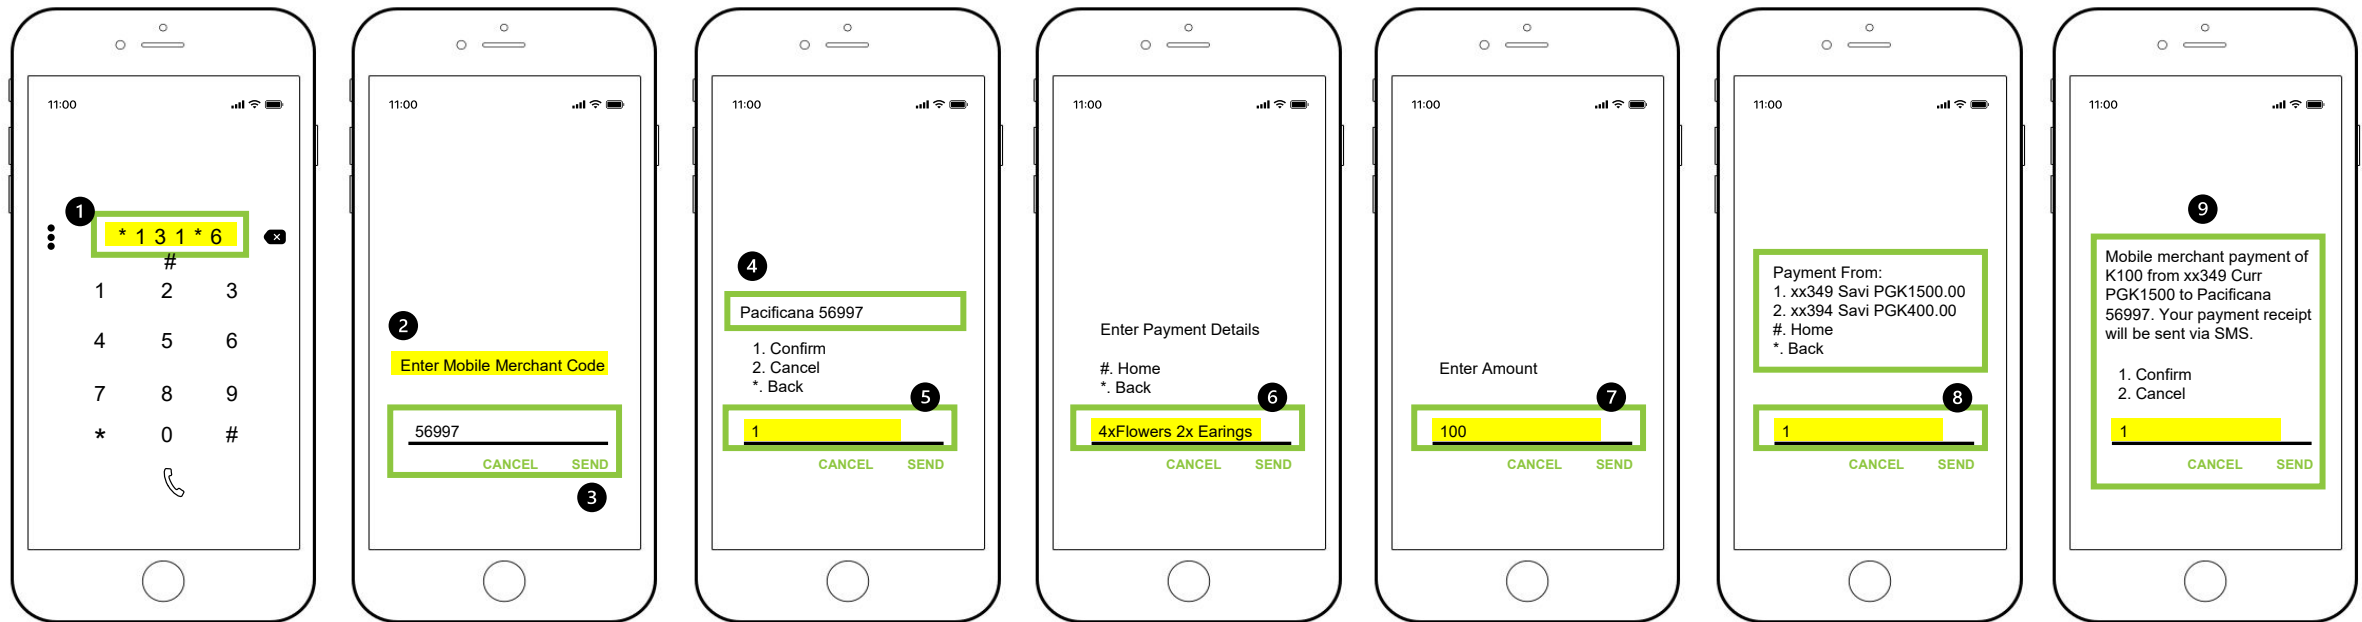 11:00
1
*131*6
#
1 2 3
4 5 6
7 8 9
* 0 #
11:00
2
Enter Mobile Merchant Code
56997
CANCEL SEND
3
11:00
4
Pacificana 56997
1. Confirm
2. Cancel
*. Back
5
1
CANCEL SEND
11:00
Enter Payment Details
#. Home
*. Back
6
4xFlowers 2x Earings
CANCEL SEND
11:00
Enter Amount
7
100
CANCEL SEND
11:00
Payment From:
1. xx349 Savi PGK1500.00
2. xx394 Savi PGK400.00
#. Home
*. Back
8
1
CANCEL SEND
11:00
9
Mobile merchant payment of
K100 from xx349 Curr
PGK1500 to Pacificana
56997. Your payment receipt
will be sent via SMS.
1. Confirm
2. Cancel
1
CANCEL SEND